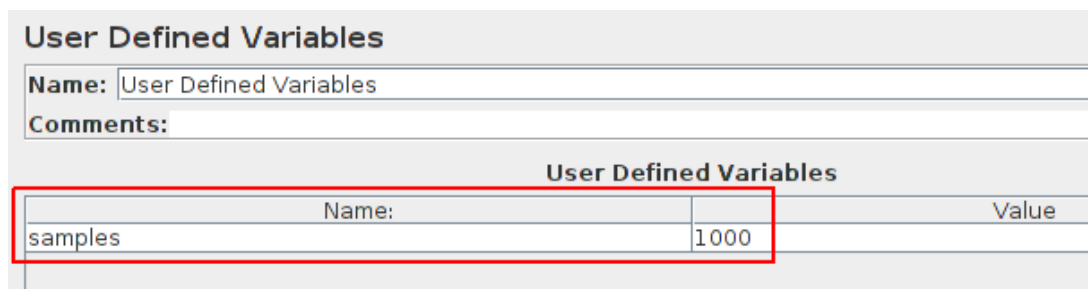 User Defined Variables
Name: User Defined Variables
Comments:
User Defined Variables
Name: Value
samples 1000